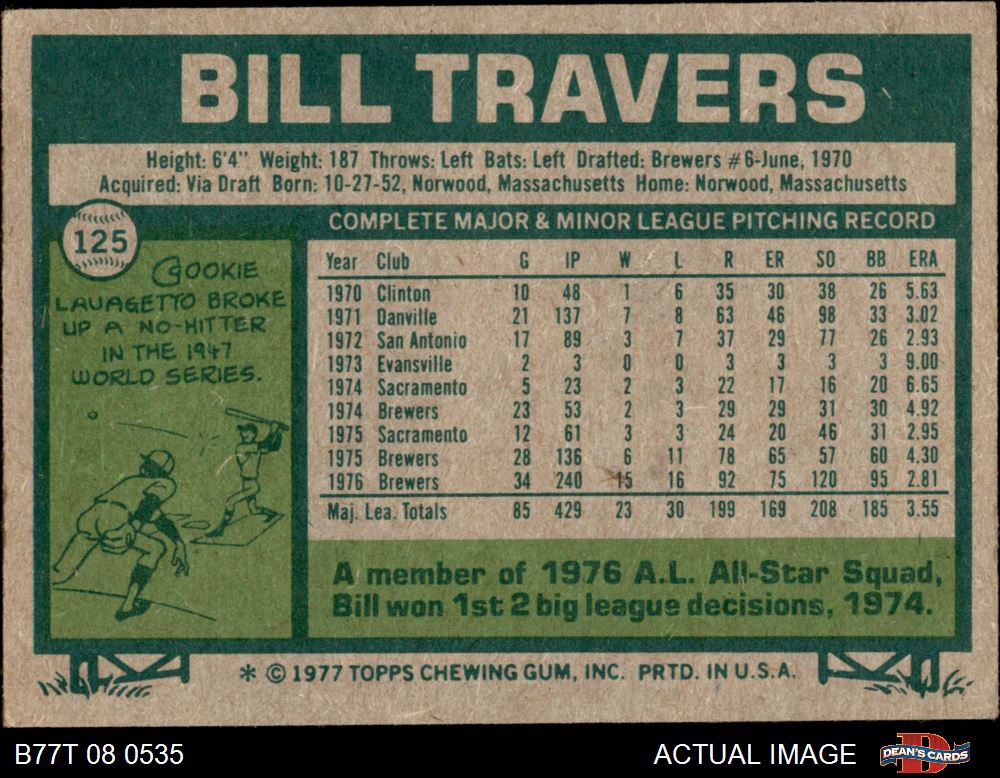 BILL TRAVERS
Height: 6'4" Weight: 187 Throws: Left Bats: Left Drafted: Brewers #6-June, 1970
Acquired: Via Draft Born: 10-27-52, Norwood, Massachusetts Home: Norwood, Massachusetts
125
COOKIE
LAVAGETTO BROKE
UP A NO-HITTER
IN THE 1947
WORLD SERIES.
COMPLETE MAJOR & MINOR LEAGUE PITCHING RECORD
Year Club G IP W L R ER SO BB ERA
1970 Clinton 10 48 1 6 35 30 38 26 5.63
1971 Danville 21 137 7 8 63 46 98 33 3.02
1972 San Antonio 17 89 3 7 37 29 77 26 2.93
1973 Evansville 2 3 0 0 3 3 3 3 9.00
1974 Sacramento 5 23 2 3 22 17 16 20 6.65
1974 Brewers 23 53 2 3 29 29 31 30 4.92
1975 Sacramento 12 61 3 3 24 20 46 31 2.95
1975 Brewers 28 136 6 11 78 65 57 60 4.30
1976 Brewers 34 240 15 16 92 75 120 95 2.81
Maj. Lea. Totals 85 429 23 30 199 169 208 185 3.55
A member of 1976 A.L. All-Star Squad,
Bill won 1st 2 big league decisions, 1974.
* © 1977 TOPPS CHEWING GUM, INC. PRTD. IN U.S.A.
B77T 08 0535 ACTUAL IMAGE D DEAN'S CARDS